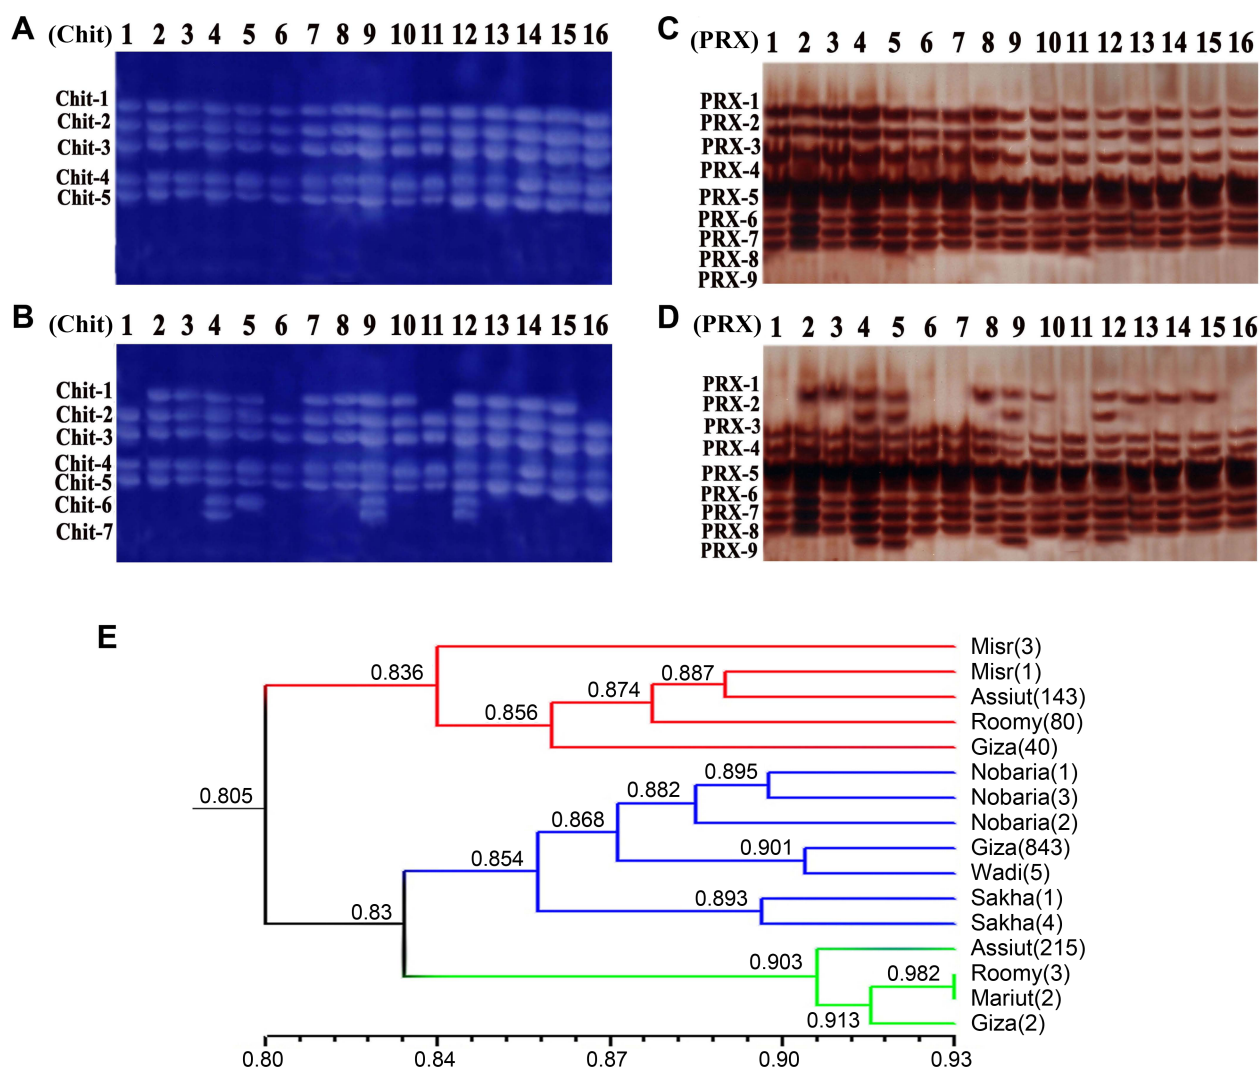 A (Chit) 1 2 3 4 5 6 7 8 9 10 11 12 13 14 15 16
Chit-1
Chit-2
Chit-3
Chit-4
Chit-5
C (PRX) 1 2 3 4 5 6 7 8 9 10 11 12 13 14 15 16
PRX-1
PRX-2
PRX-3
PRX-4
PRX-5
PRX-6
PRX-7
PRX-8
PRX-9
B (Chit) 1 2 3 4 5 6 7 8 9 10 11 12 13 14 15 16
Chit-1
Chit-2
Chit-3
Chit-4
Chit-5
Chit-6
Chit-7
D (PRX) 1 2 3 4 5 6 7 8 9 10 11 12 13 14 15 16
PRX-1
PRX-2
PRX-3
PRX-4
PRX-5
PRX-6
PRX-7
PRX-8
PRX-9
E
Misr(3)
0.836
0.887
Misr(1)
0.874
Assiut(143)
0.856
Roomy(80)
Giza(40)
0.895
Nobaria(1)
0.805
0.882
Nobaria(3)
0.868
Nobaria(2)
0.901
Giza(843)
0.854
Wadi(5)
0.893
Sakha(1)
0.83
Sakha(4)
Assiut(215)
0.903
0.982
Roomy(3)
Mariut(2)
0.913
Giza(2)
0.80 0.84 0.87 0.90 0.93